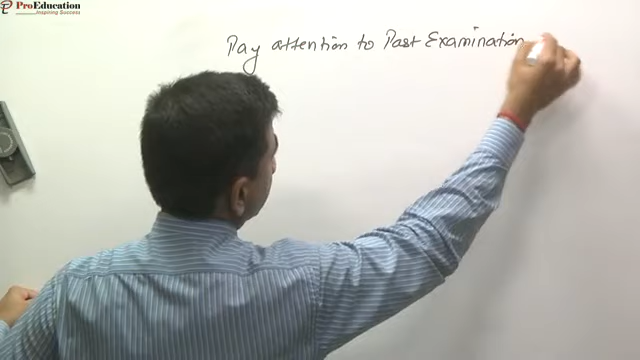 ProEducation
Inspiring Success
Pay attention to Past Examination